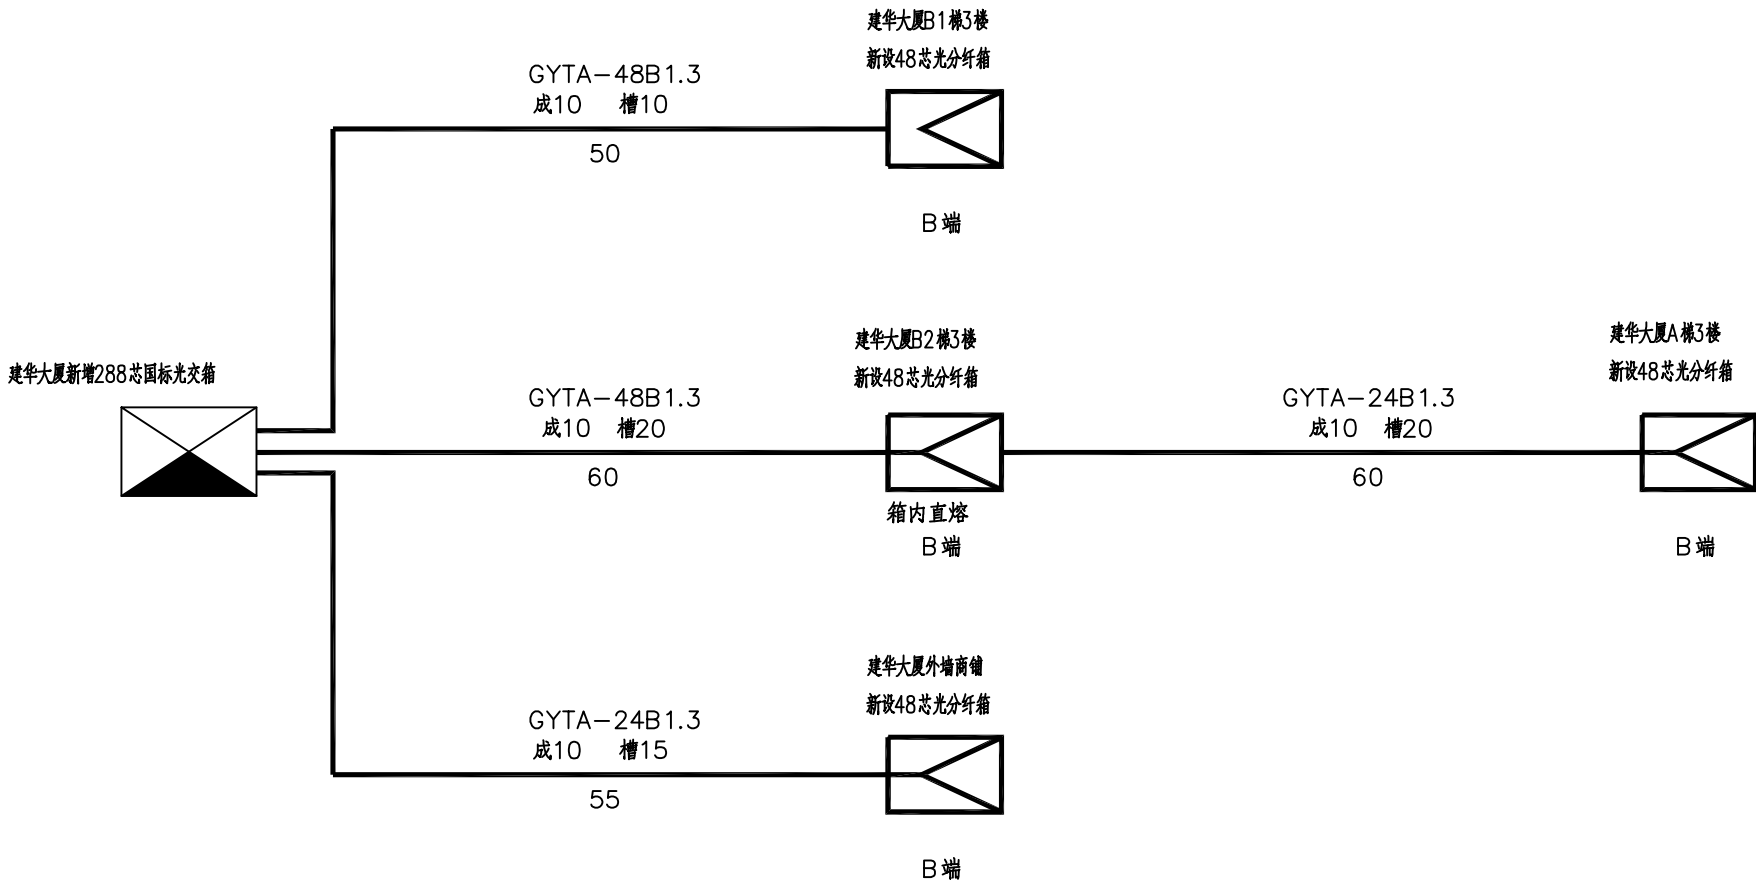 建华大厦B1梯3楼
新设48芯光分纤箱
GYTA-48B1.3
成10 槽10
50
B端
建华大厦新增288芯国标光交箱
建华大厦B2梯3楼
新设48芯光分纤箱
GYTA-48B1.3
成10 槽20
60
箱内直熔
B端
建华大厦A梯3楼
新设48芯光分纤箱
GYTA-24B1.3
成10 槽20
60
B端
建华大厦外墙商铺
新设48芯光分纤箱
GYTA-24B1.3
成10 槽15
55
B端